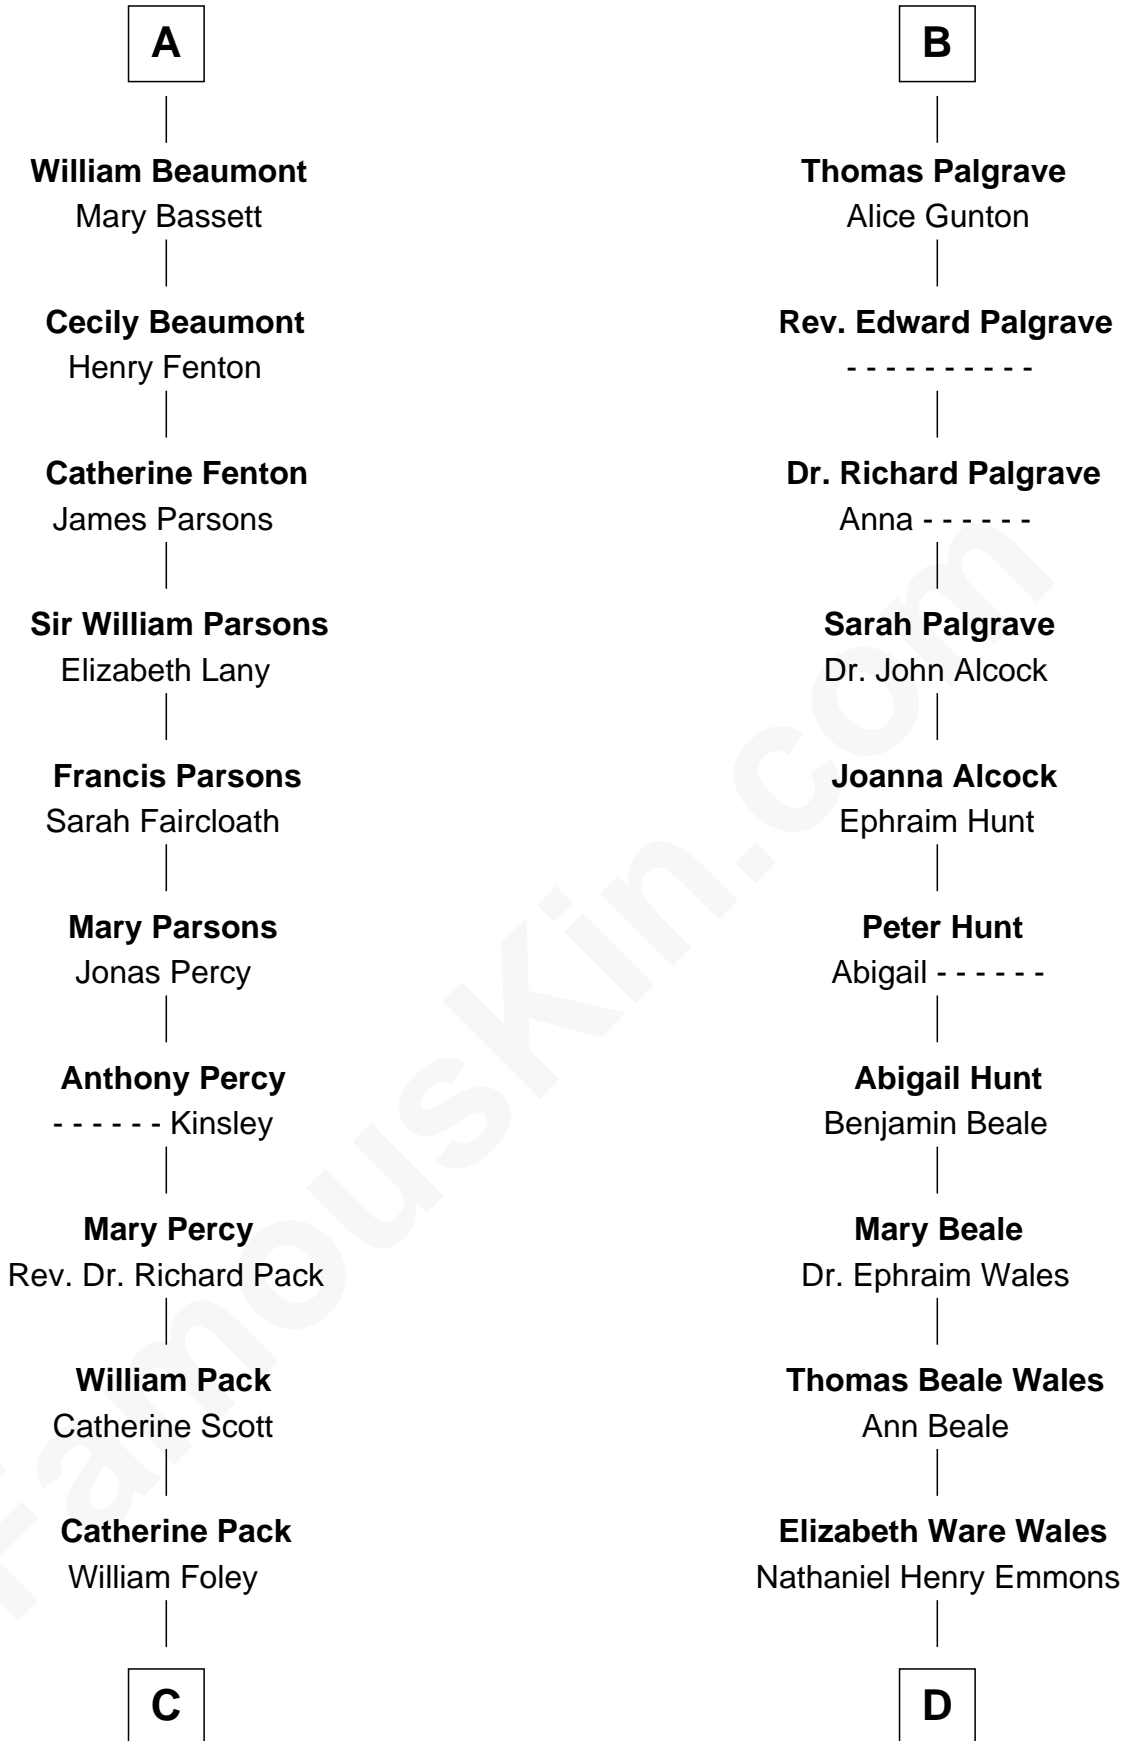 A
William Beaumont
Mary Bassett
Cecily Beaumont
Henry Fenton
Catherine Fenton
James Parsons
Sir William Parsons
Elizabeth Lany
Francis Parsons
Sarah Faircloath
Mary Parsons
Jonas Percy
Anthony Percy
- - - - - - Kinsley
Mary Percy
Rev. Dr. Richard Pack
William Pack
Catherine Scott
Catherine Pack
William Foley
C
B
Thomas Palgrave
Alice Gunton
Rev. Edward Palgrave
- - - - - - - - - -
Dr. Richard Palgrave
Anna - - - - - -
Sarah Palgrave
Dr. John Alcock
Joanna Alcock
Ephraim Hunt
Peter Hunt
Abigail - - - - - -
Abigail Hunt
Benjamin Beale
Mary Beale
Dr. Ephraim Wales
Thomas Beale Wales
Ann Beale
Elizabeth Ware Wales
Nathaniel Henry Emmons
D
FamousKin.com